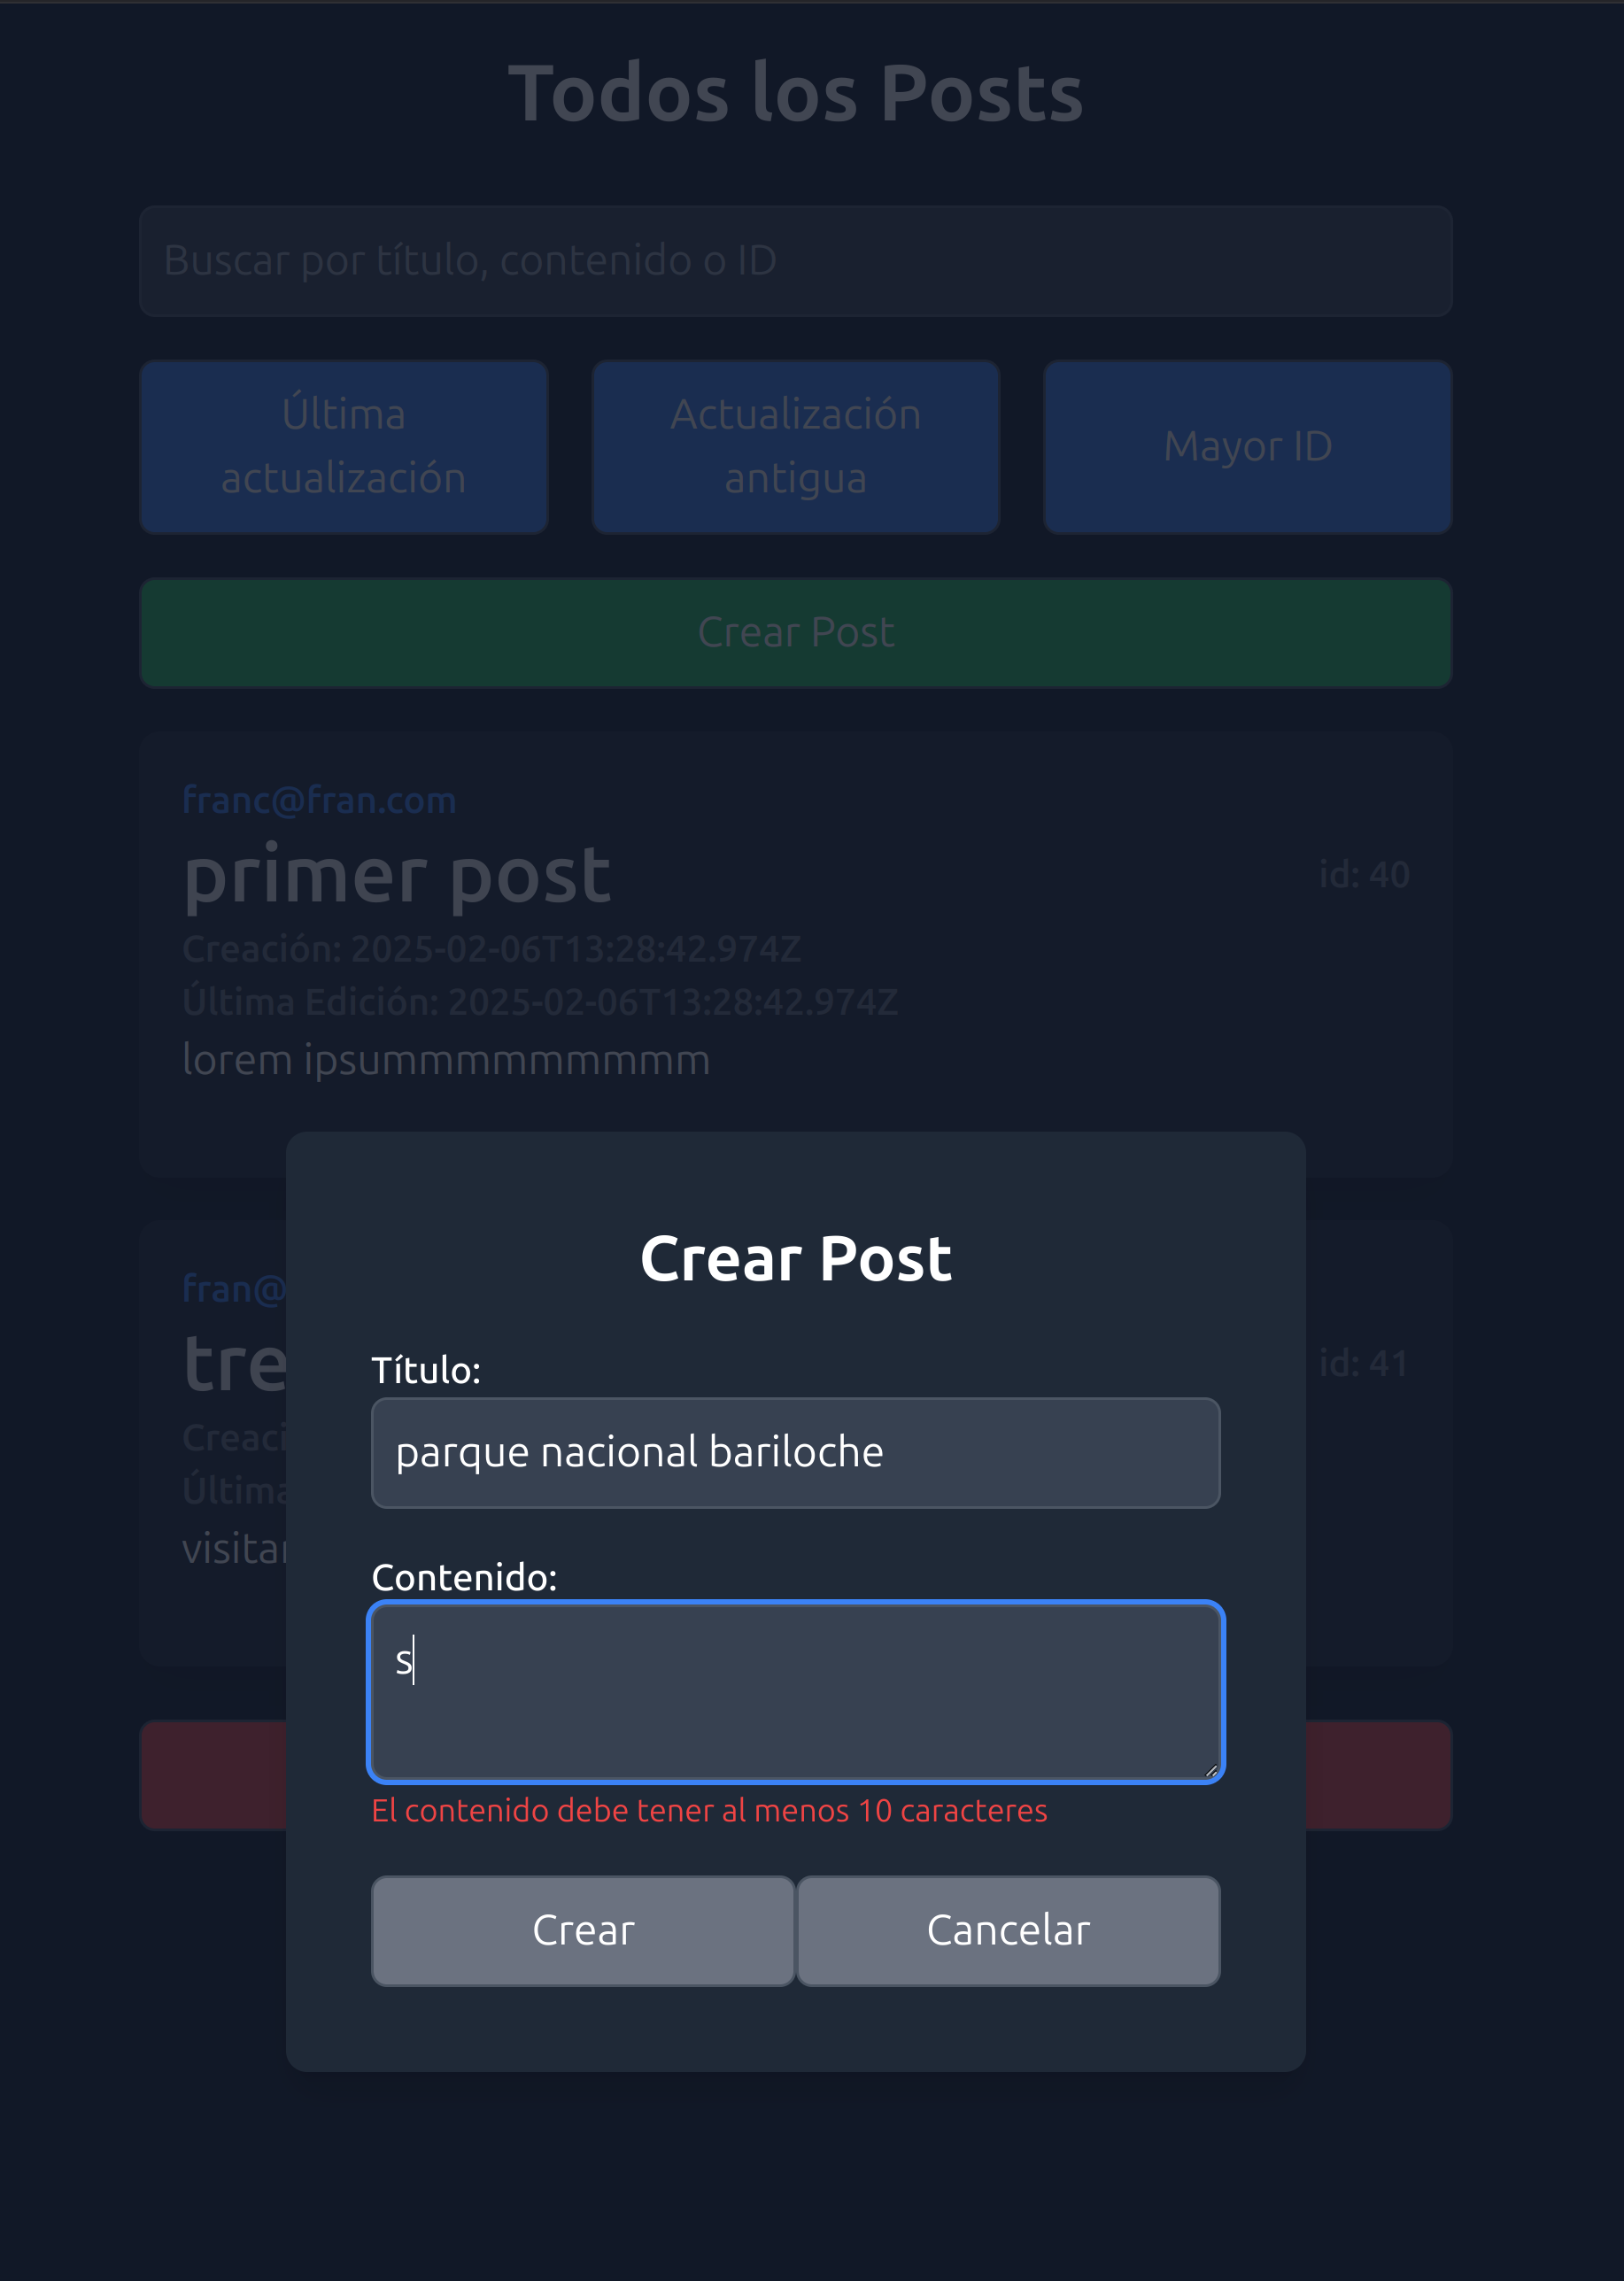 Todos los Posts
Buscar por título, contenido o ID
Última
actualización
Actualización
antigua
Mayor ID
Crear Post
franc@fran.com
primer post
id: 40
Creación: 2025-02-06T13:28:42.974Z
Última Edición: 2025-02-06T13:28:42.974Z
lorem ipsummmmmmmmmm
fran@
tre
id: 41
Creaci
Última
visitar
Crear Post
Título:
parque nacional bariloche
Contenido:
s
El contenido debe tener al menos 10 caracteres
Crear
Cancelar